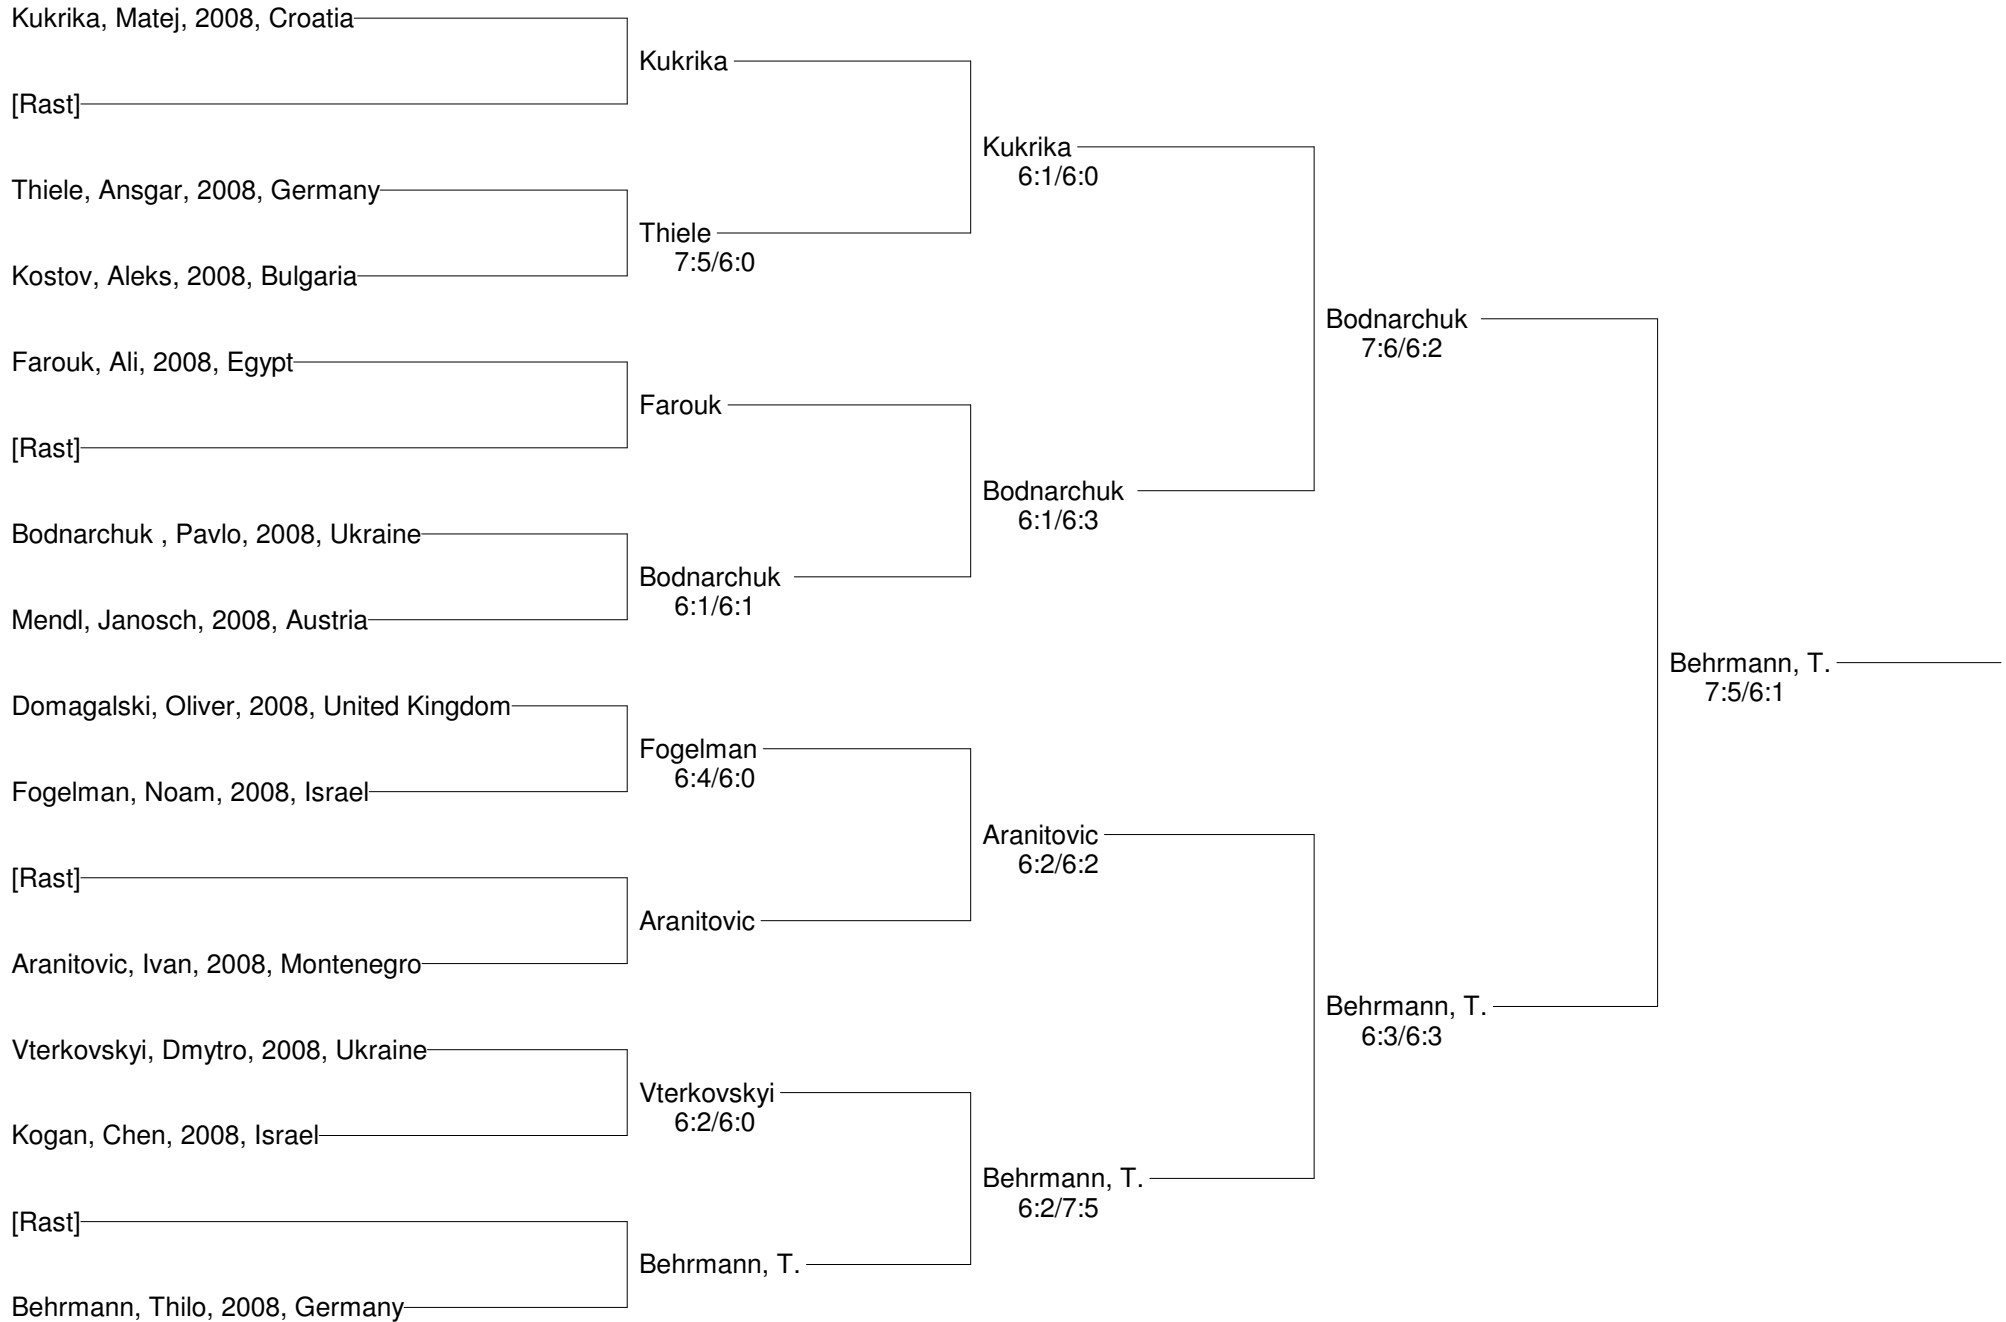 Kukrika, Matej, 2008, Croatia
[Rast]
Thiele, Ansgar, 2008, Germany
Kostov, Aleks, 2008, Bulgaria
Farouk, Ali, 2008, Egypt
[Rast]
Bodnarchuk , Pavlo, 2008, Ukraine
Mendl, Janosch, 2008, Austria
Domagalski, Oliver, 2008, United Kingdom
Fogelman, Noam, 2008, Israel
[Rast]
Aranitovic, Ivan, 2008, Montenegro
Vterkovskyi, Dmytro, 2008, Ukraine
Kogan, Chen, 2008, Israel
[Rast]
Behrmann, Thilo, 2008, Germany
Kukrika
Thiele
7:5/6:0
Farouk
Bodnarchuk
6:1/6:1
Fogelman
6:4/6:0
Aranitovic
Vterkovskyi
6:2/6:0
Behrmann, T.
Kukrika
6:1/6:0
Bodnarchuk
6:1/6:3
Aranitovic
6:2/6:2
Behrmann, T.
6:2/7:5
Bodnarchuk
7:6/6:2
Behrmann, T.
6:3/6:3
Behrmann, T.
7:5/6:1